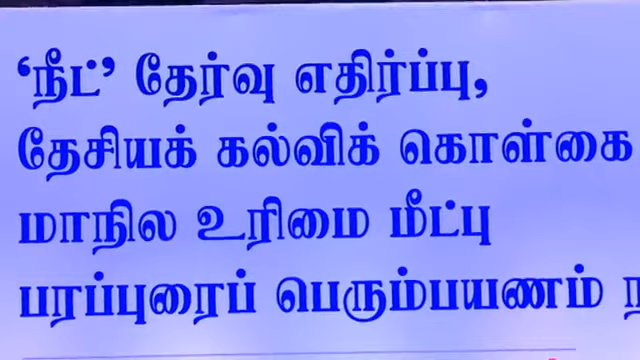 ‘நீட்’ தேர்வு எதிர்ப்பு,
தேசியக் கல்விக் கொள்கை
மாநில உரிமை மீட்பு
பரப்புரைப் பெரும்பயணம்